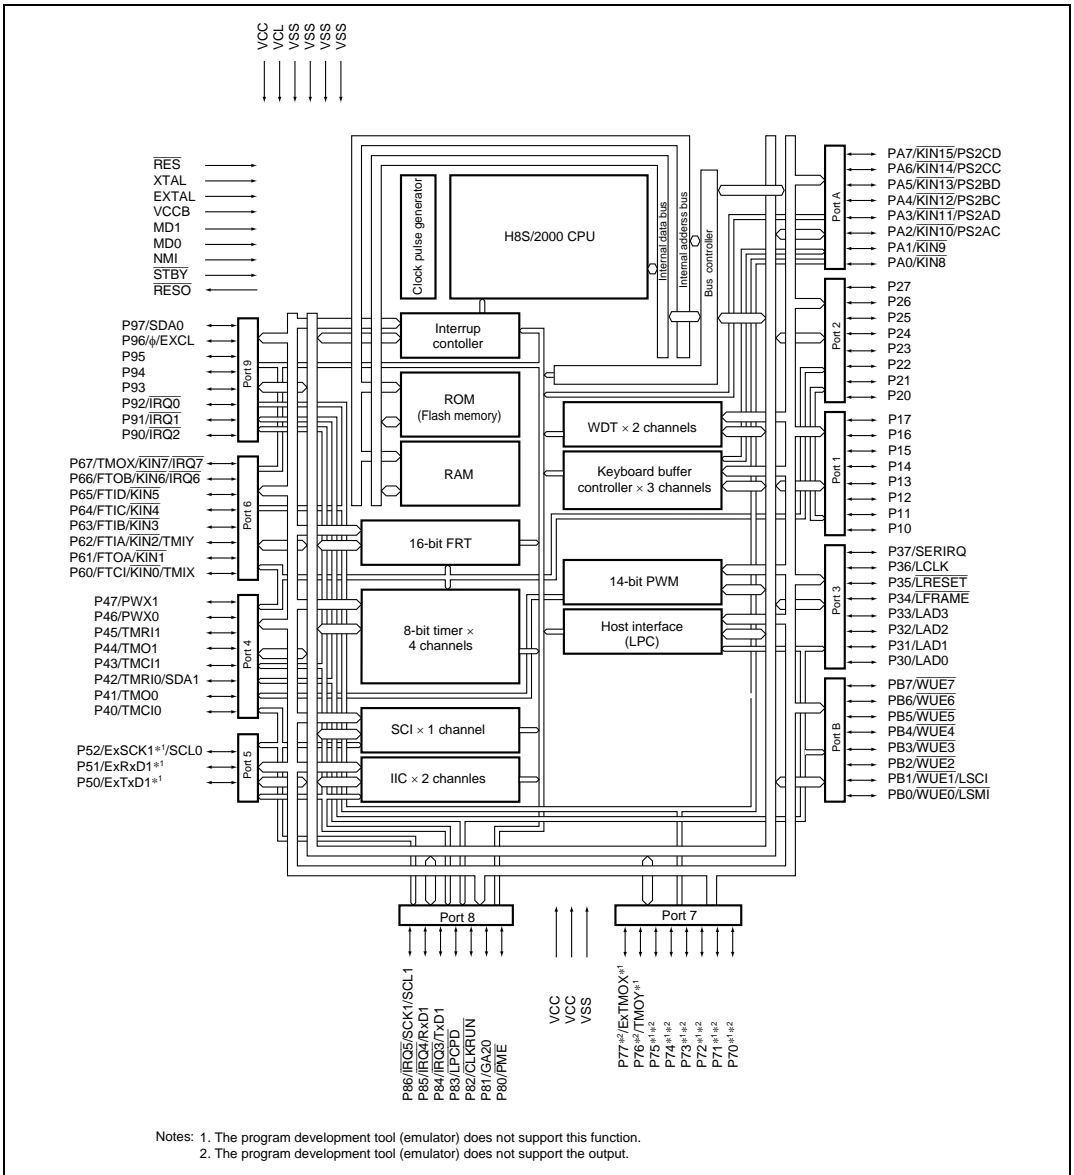 VCC
VCL
VSS
VSS
VSS
VSS
RES
XTAL
EXTAL
VCCB
MD1
MD0
NMI
STBY
RESO
P97/SDA0
P96/ϕ/EXCL
P95
P94
P93
P92/IRQ0
P91/IRQ1
P90/IRQ2
Port 9
P67/TMOX/KIN7/IRQ7
P66/FTOB/KIN6/IRQ6
P65/FTID/KIN5
P64/FTIC/KIN4
P63/FTIB/KIN3
P62/FTIA/KIN2/TMIY
P61/FTOA/KIN1
P60/FTCI/KIN0/TMIX
Port 6
P47/PWX1
P46/PWX0
P45/TMRI1
P44/TMO1
P43/TMCI1
P42/TMRI0/SDA1
P41/TMO0
P40/TMCI0
Port 4
P52/ExSCK1*1/SCL0
P51/ExRxD1*1
P50/ExTxD1*1
Port 5
Clock pulse generator
H8S/2000 CPU
Internal data bus
Internal adderss bus
Bus controller
Interrup
contoller
ROM
(Flash memory)
RAM
16-bit FRT
8-bit timer ×
4 channels
SCI × 1 channel
IIC × 2 channles
WDT × 2 channels
Keyboard buffer
controller × 3 channels
14-bit PWM
Host interface
(LPC)
Port A
PA7/KIN15/PS2CD
PA6/KIN14/PS2CC
PA5/KIN13/PS2BD
PA4/KIN12/PS2BC
PA3/KIN11/PS2AD
PA2/KIN10/PS2AC
PA1/KIN9
PA0/KIN8
Port 2
P27
P26
P25
P24
P23
P22
P21
P20
Port 1
P17
P16
P15
P14
P13
P12
P11
P10
Port 3
P37/SERIRQ
P36/LCLK
P35/LRESET
P34/LFRAME
P33/LAD3
P32/LAD2
P31/LAD1
P30/LAD0
Port B
PB7/WUE7
PB6/WUE6
PB5/WUE5
PB4/WUE4
PB3/WUE3
PB2/WUE2
PB1/WUE1/LSCI
PB0/WUE0/LSMI
Port 8
P86/IRQ5/SCK1/SCL1
P85/IRQ4/RxD1
P84/IRQ3/TxD1
P83/LPCPD
P82/CLKRUN
P81/GA20
P80/PME
VCC
VCC
VSS
Port 7
P77*2/ExTMOX*1
P76*2/TMOY*1
P75*1*2
P74*1*2
P73*1*2
P72*1*2
P71*1*2
P70*1*2
Notes: 1. The program development tool (emulator) does not support this function.
2. The program development tool (emulator) does not support the output.